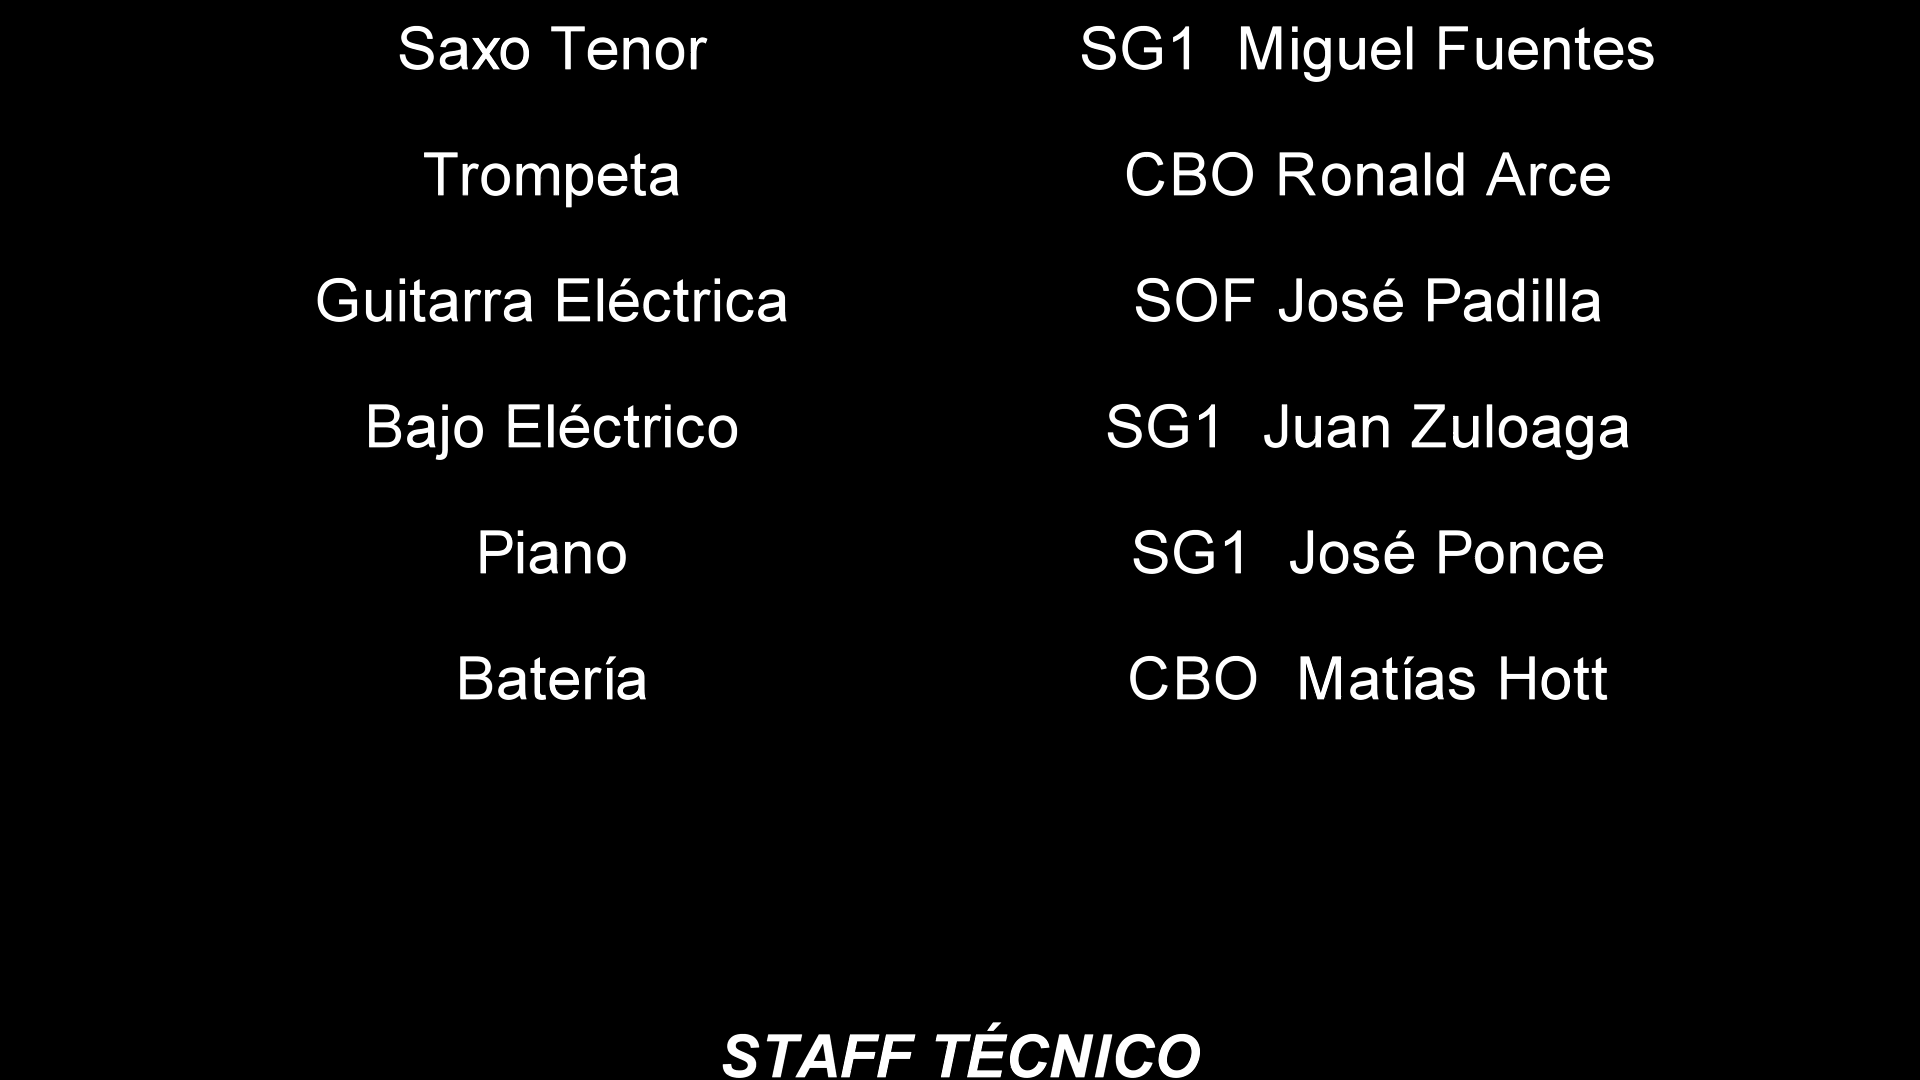 Saxo Tenor SG1 Miguel Fuentes
Trompeta CBO Ronald Arce
Guitarra Eléctrica SOF José Padilla
Bajo Eléctrico SG1 Juan Zuloaga
Piano SG1 José Ponce
Batería CBO Matías Hott
STAFF TÉCNICO